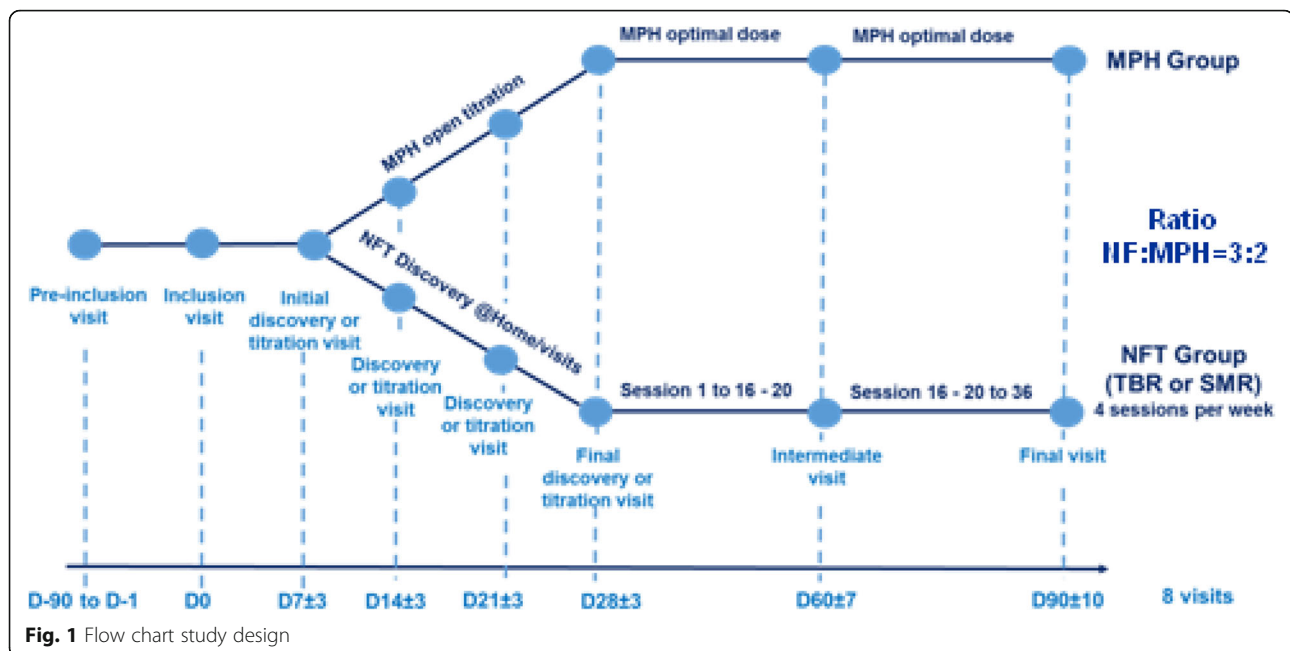 MPH optimal dose
MPH optimal dose
MPH Group
MPH open titration
Ratio
NF:MPH=3:2
NFT Discovery @Home/visits
Pre-inclusion
visit
Inclusion
visit
Initial
discovery or
titration visit
Discovery
or titration
visit
Discovery
or titration
visit
Final
discovery or
titration visit
Session 1 to 16 - 20
Session 16 - 20 to 36
NFT Group
(TBR or SMR)
4 sessions per week
Intermediate
visit
Final visit
D-90 to D-1
D0
D7±3
D14±3
D21±3
D28±3
D60±7
D90±10
8 visits
Fig. 1 Flow chart study design